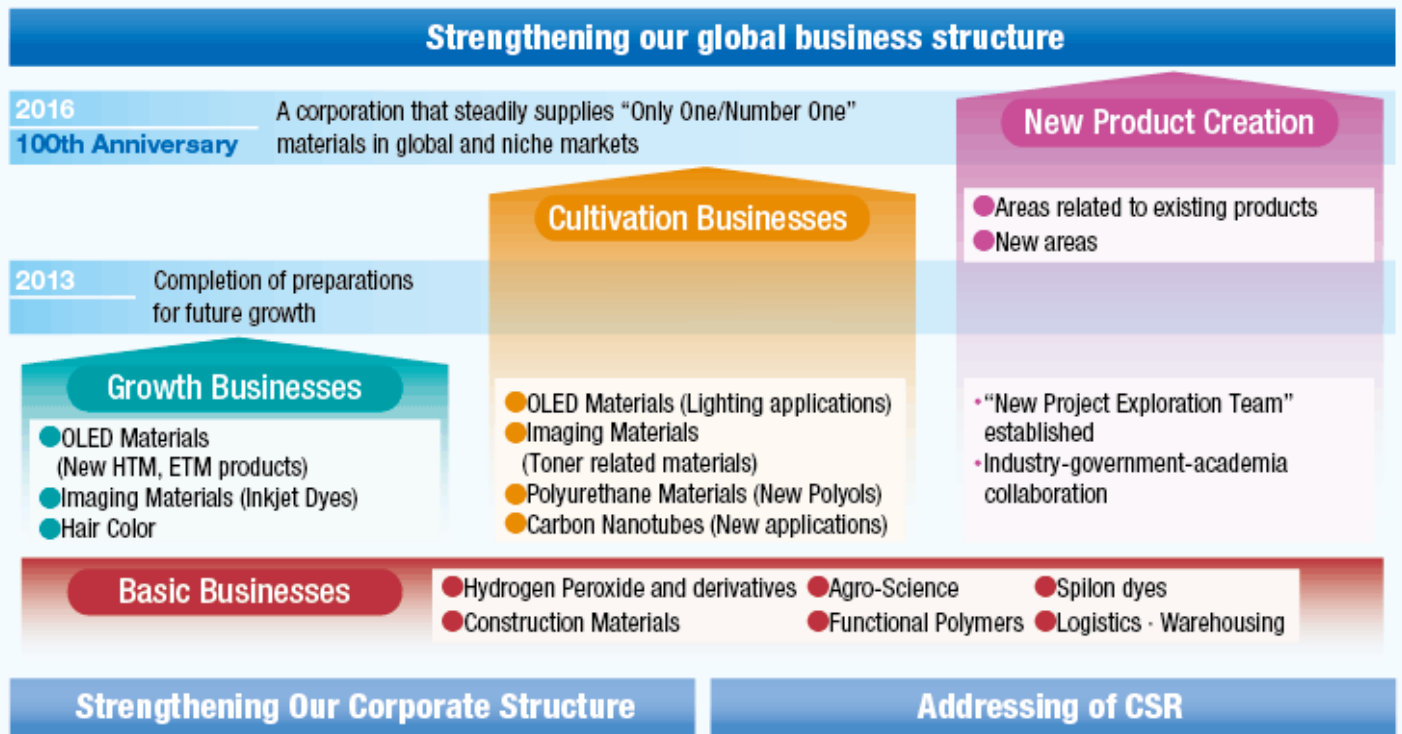 Strengthening our global business structure
2016
100th Anniversary
A corporation that steadily supplies “Only One/Number One”
materials in global and niche markets
New Product Creation
●Areas related to existing products
●New areas
Cultivation Businesses
2013
Completion of preparations
for future growth
Growth Businesses
●OLED Materials
(New HTM, ETM products)
●Imaging Materials (Inkjet Dyes)
●Hair Color
●OLED Materials (Lighting applications)
●Imaging Materials
(Toner related materials)
●Polyurethane Materials (New Polyols)
●Carbon Nanotubes (New applications)
•“New Project Exploration Team”
established
•Industry-government-academia
collaboration
Basic Businesses
●Hydrogen Peroxide and derivatives ●Agro-Science ●Spilon dyes
●Construction Materials ●Functional Polymers ●Logistics · Warehousing
Strengthening Our Corporate Structure
Addressing of CSR